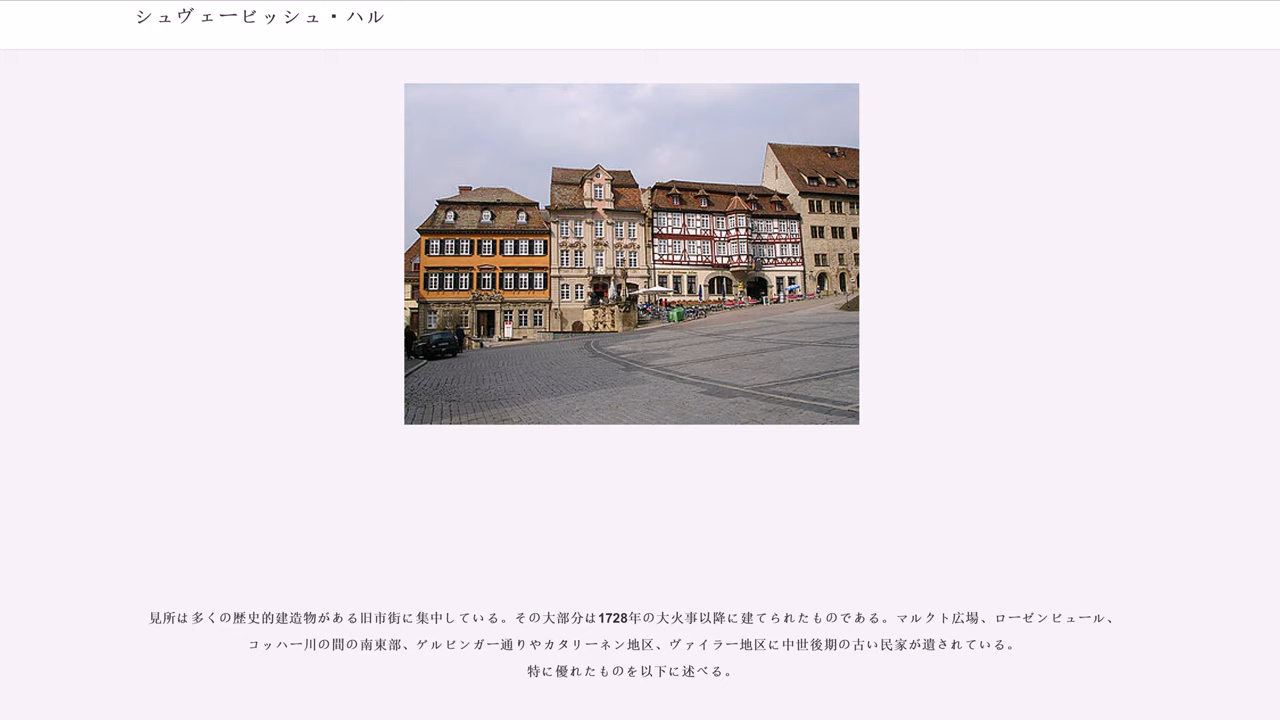 シュヴェービッシュ・ハル
見所は多くの歴史的建造物がある旧市街に集中している。その大部分は1728年の大火事以降に建てられたものである。マルクト広場、ローゼンビュール、
コッハー川の間の南東部、ゲルビンガー通りやカタリーネン地区、ヴァイラー地区に中世後期の古い民家が遺されている。
特に優れたものを以下に述べる。